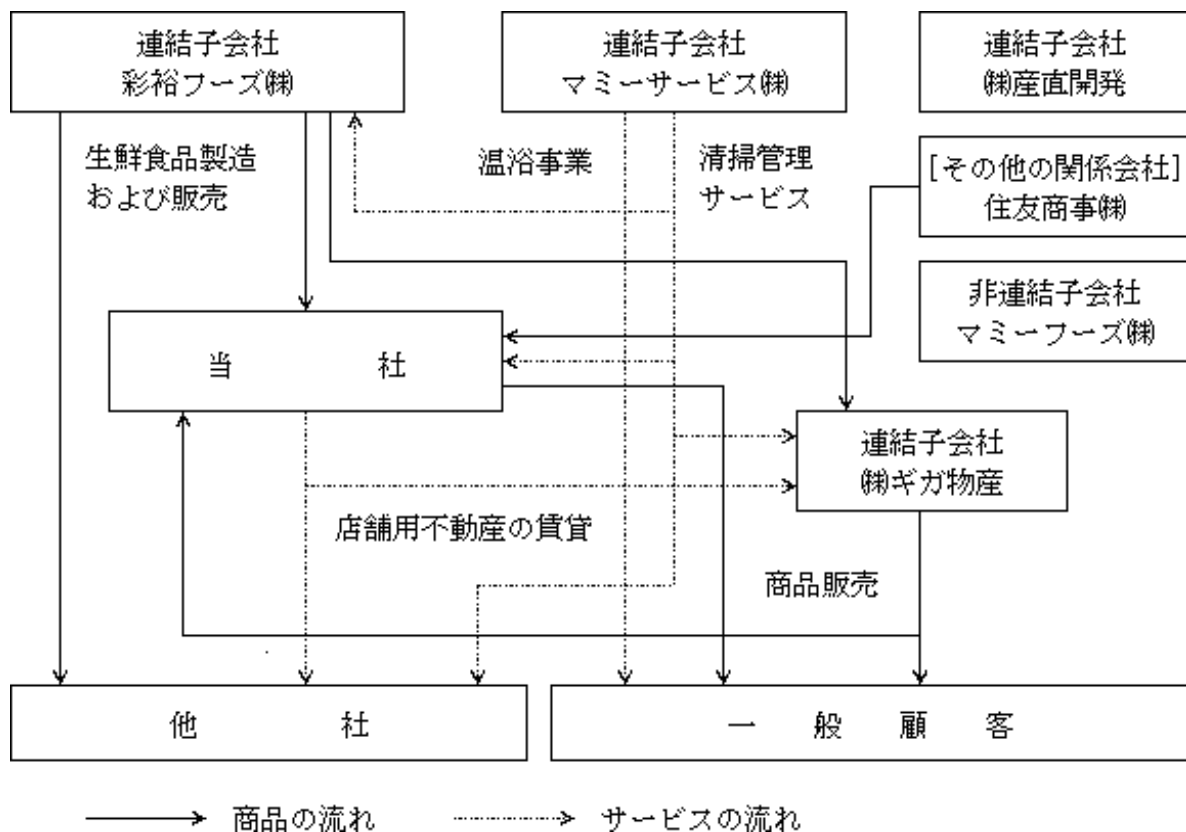 連結子会社
彩裕フーズ㈱
連結子会社
マミーサービス㈱
連結子会社
㈱産直開発
生鮮食品製造
および販売
温浴事業
清掃管理
サービス
[その他の関係会社]
住友商事㈱
非連結子会社
マミーフーズ㈱
当 社
連結子会社
㈱ギガ物産
店舗用不動産の賃貸
商品販売
他 社
一 般 顧 客
商品の流れ
サービスの流れ